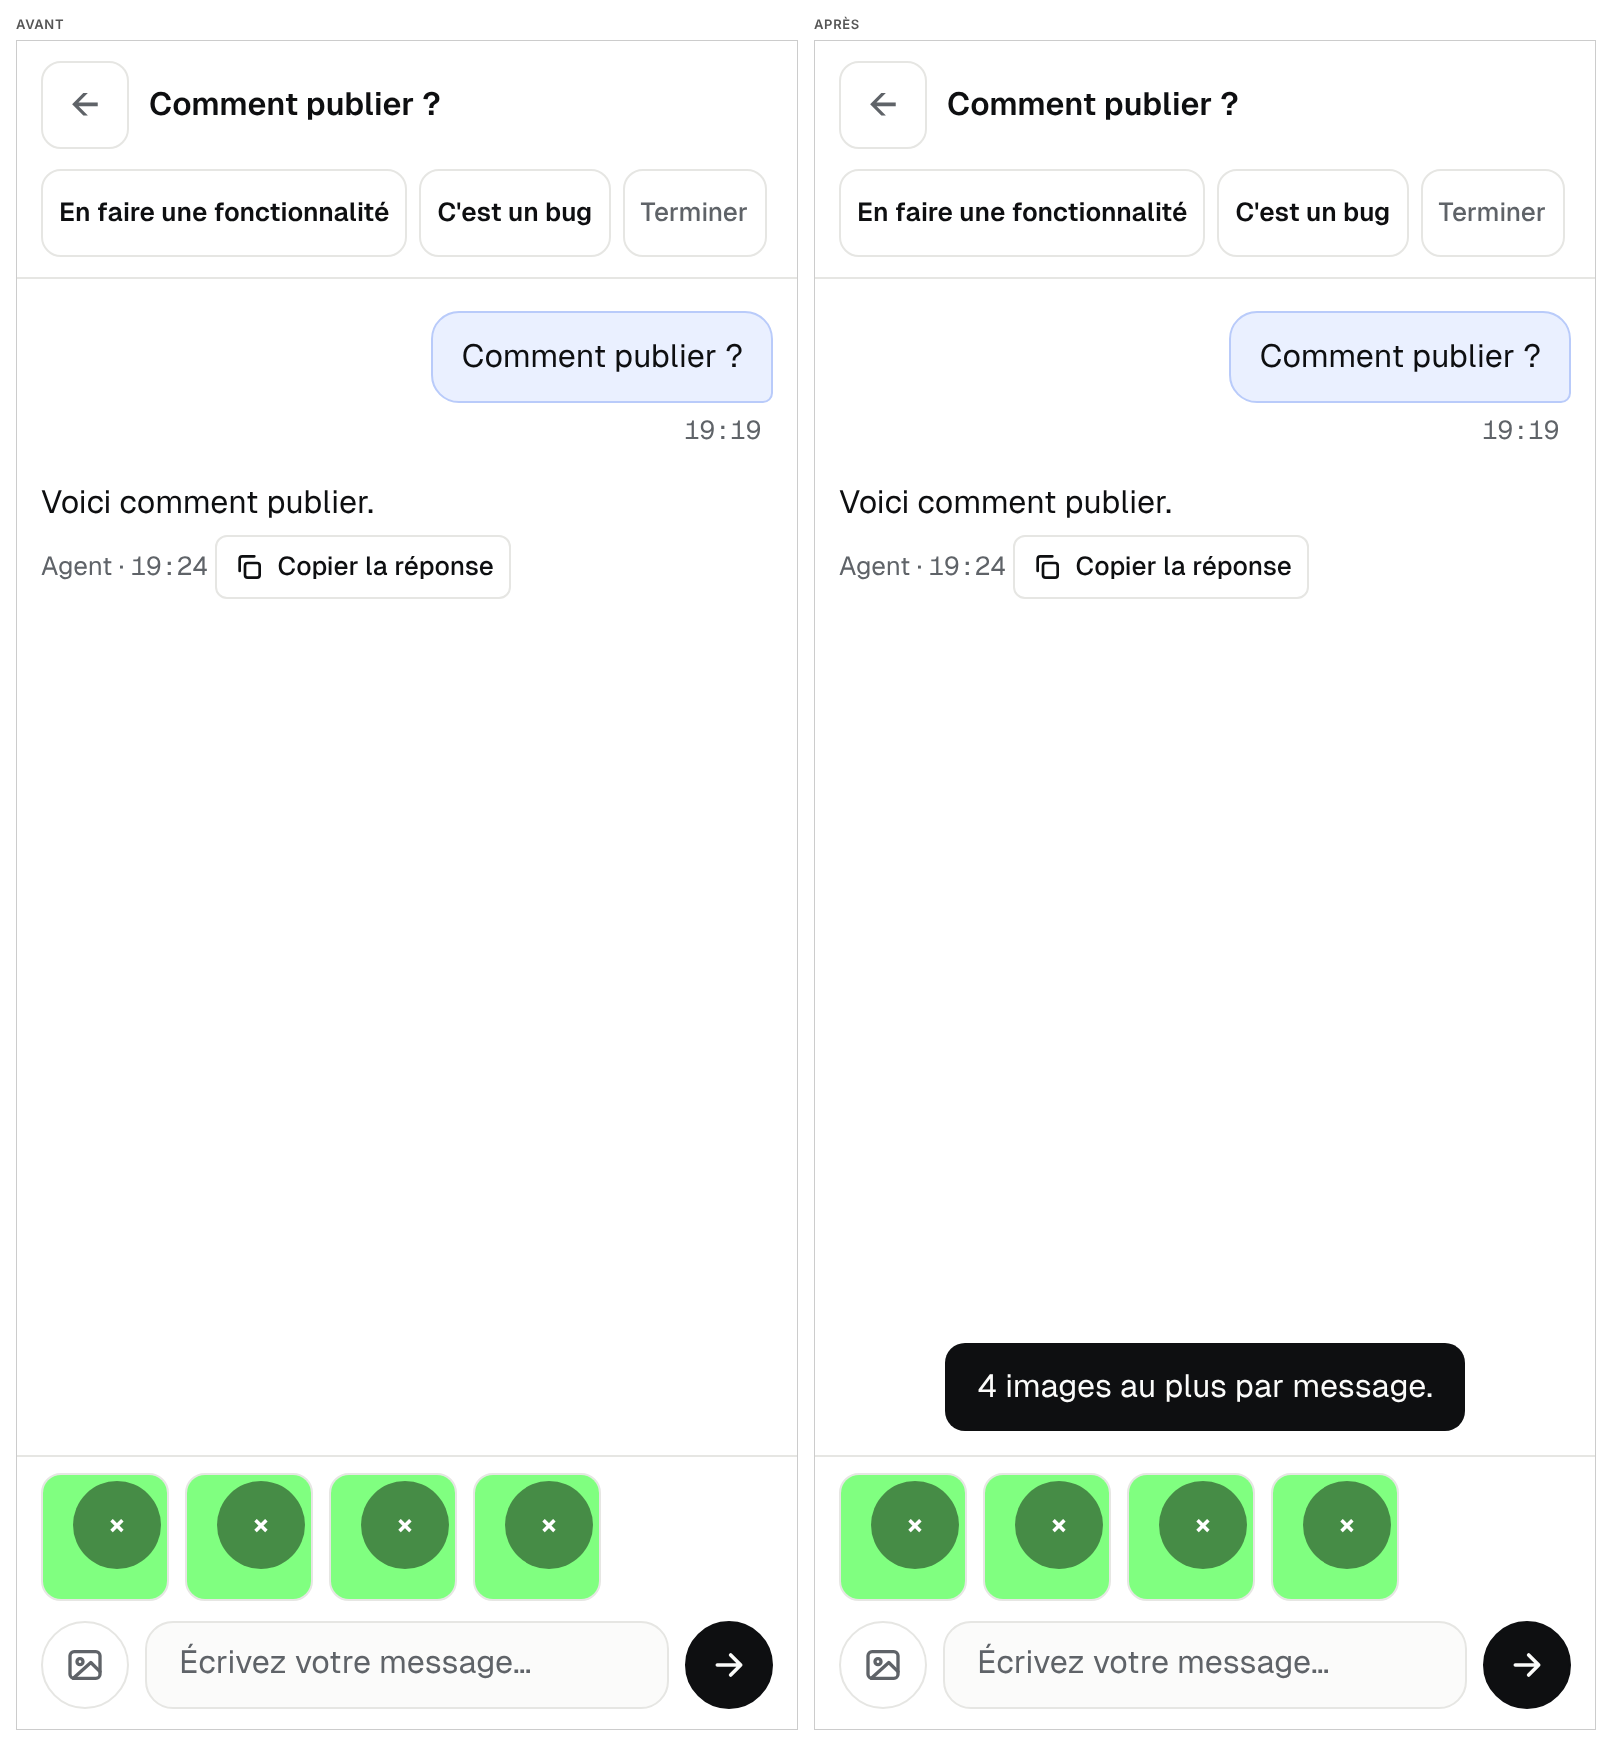 AVANT
Comment publier ?
En faire une fonctionnalité
C'est un bug
Terminer
Comment publier ?
19:19
Voici comment publier.
Agent · 19:24
Copier la réponse
×
×
×
×
Écrivez votre message...
APRÈS
Comment publier ?
En faire une fonctionnalité
C'est un bug
Terminer
Comment publier ?
19:19
Voici comment publier.
Agent · 19:24
Copier la réponse
4 images au plus par message.
×
×
×
×
Écrivez votre message...